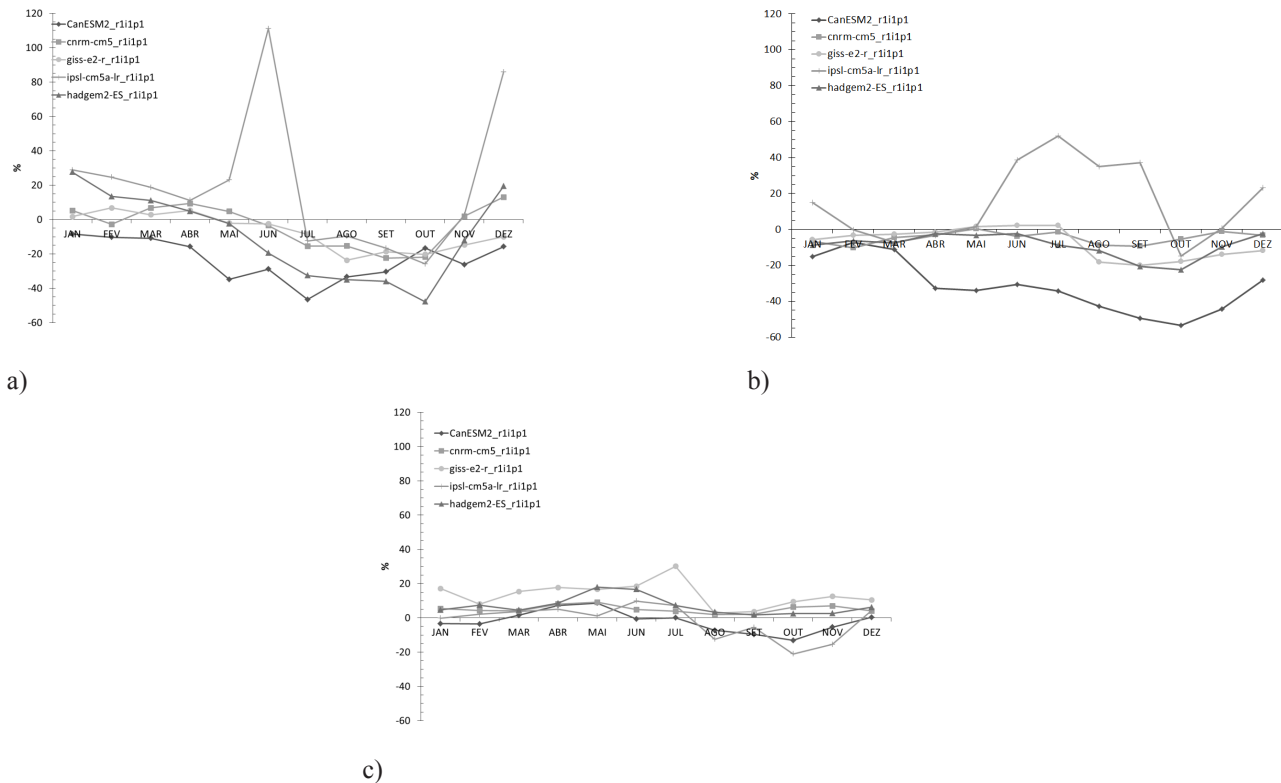 120
100
80
60
40
20
0
-20
-40
-60
%
CanESM2_r1i1p1
cnrm-cm5_r1i1p1
giss-e2-r_r1i1p1
ipsl-cm5a-lr_r1i1p1
hadgem2-ES_r1i1p1
JAN FEV MAR ABR MAI JUN JUL AGO SET OUT NOV DEZ
a)
120
100
80
60
40
20
0
-20
-40
-60
%
CanESM2_r1i1p1
cnrm-cm5_r1i1p1
giss-e2-r_r1i1p1
ipsl-cm5a-lr_r1i1p1
hadgem2-ES_r1i1p1
JAN FEV MAR ABR MAI JUN JUL AGO SET OUT NOV DEZ
b)
120
100
80
60
40
20
0
-20
-40
-60
%
CanESM2_r1i1p1
cnrm-cm5_r1i1p1
giss-e2-r_r1i1p1
ipsl-cm5a-lr_r1i1p1
hadgem2-ES_r1i1p1
JAN FEV MAR ABR MAI JUN JUL AGO SET OUT NOV DEZ
c)